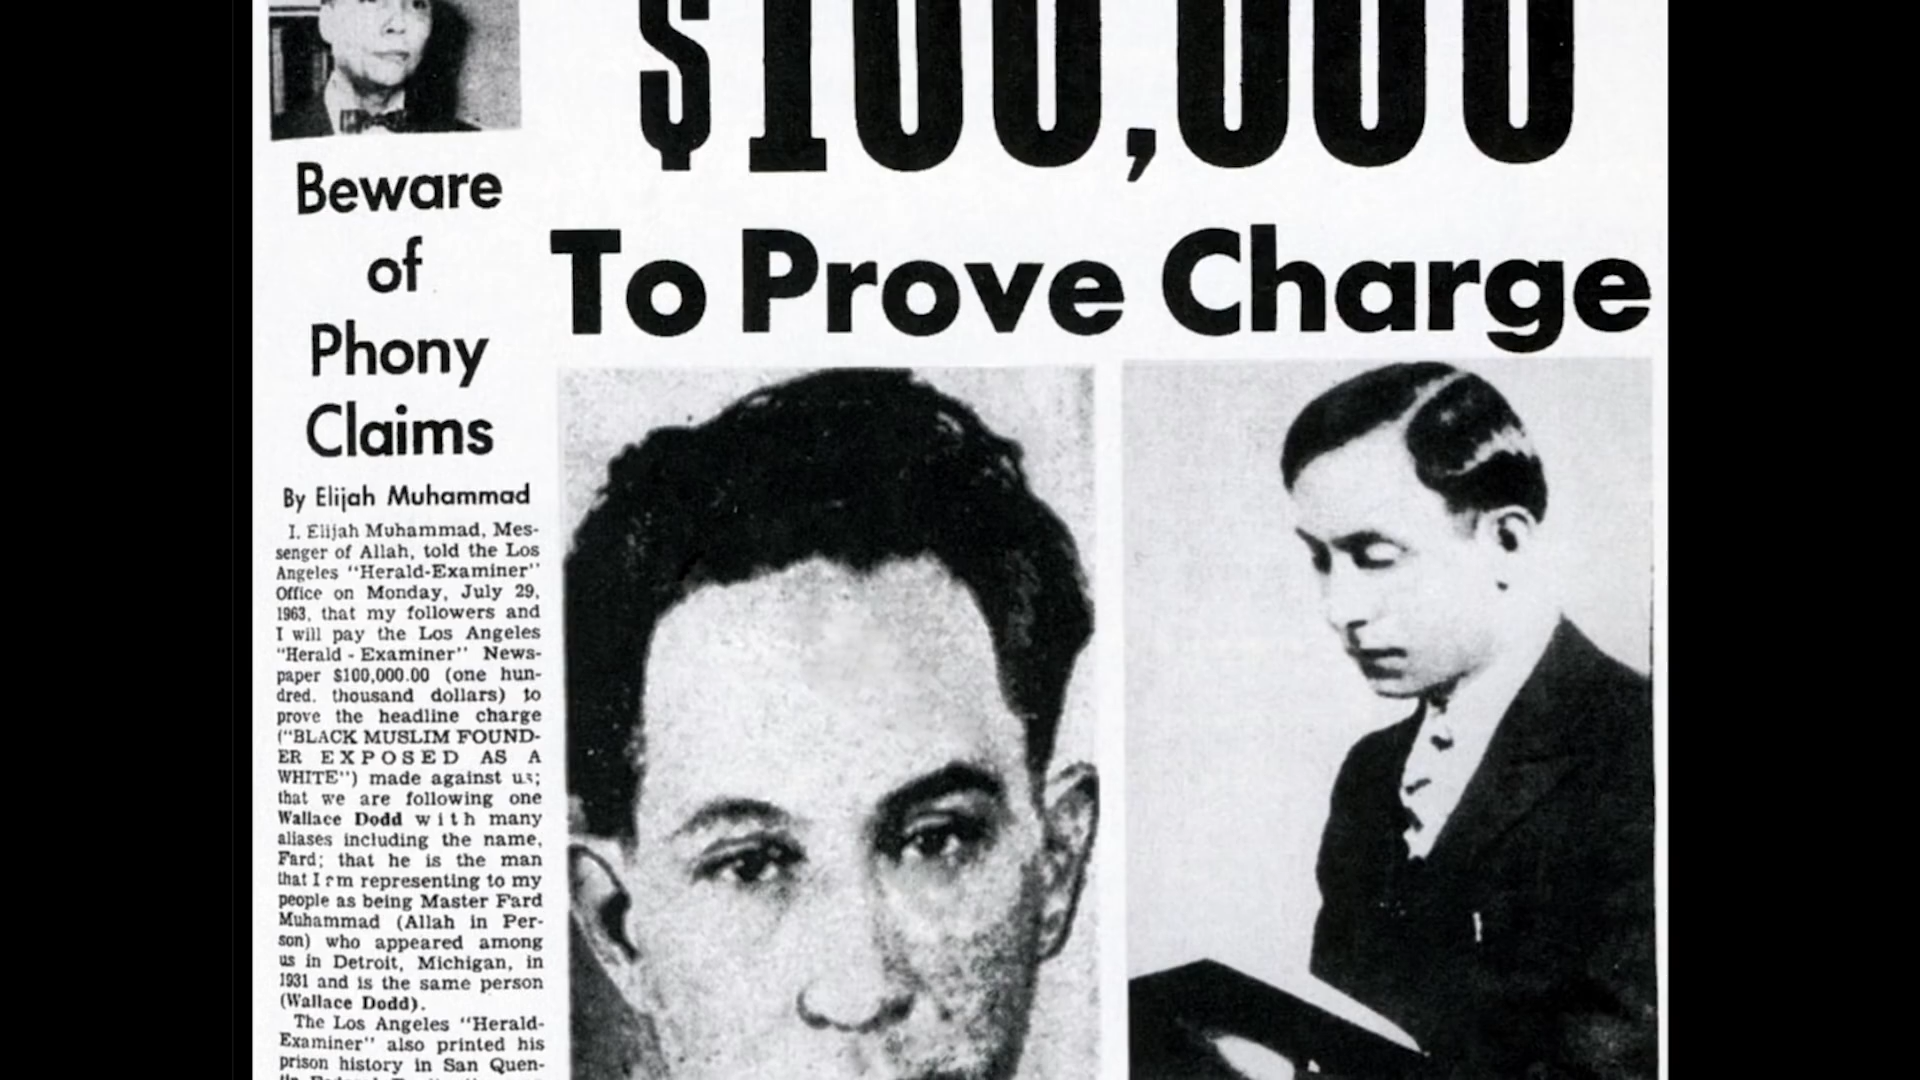 $100,000
To Prove Charge
Beware
of
Phony
Claims
By Elijah Muhammad
I, Elijah Muhammad, Mes-
senger of Allah, told the Los
Angeles "Herald-Examiner"
Office on Monday, July 29,
1963, that my followers and
I will pay the Los Angeles
"Herald - Examiner" News-
paper $100,000.00 (one hun-
dred. thousand dollars) to
prove the headline charge
("BLACK MUSLIM FOUND-
ER EXPOSED AS A
WHITE") made against us;
that we are following one
Wallace Dodd with many
aliases including the name,
Fard; that he is the man
that I am representing to my
people as being Master Fard
Muhammad (Allah in Per-
son) who appeared among
us in Detroit, Michigan, in
1931 and is the same person
(Wallace Dodd).
The Los Angeles "Herald-
Examiner" also printed his
prison history in San Quen-